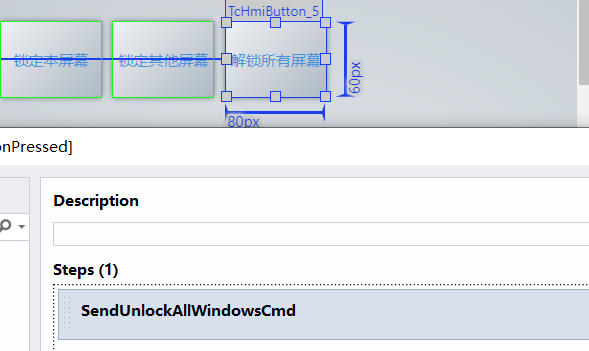 TcHmiButton_5
锁定本屏幕
锁定其他屏幕
解锁所有屏幕
60px
80px
onPressed]
Description
Steps (1)
SendUnlockAllWindowsCmd